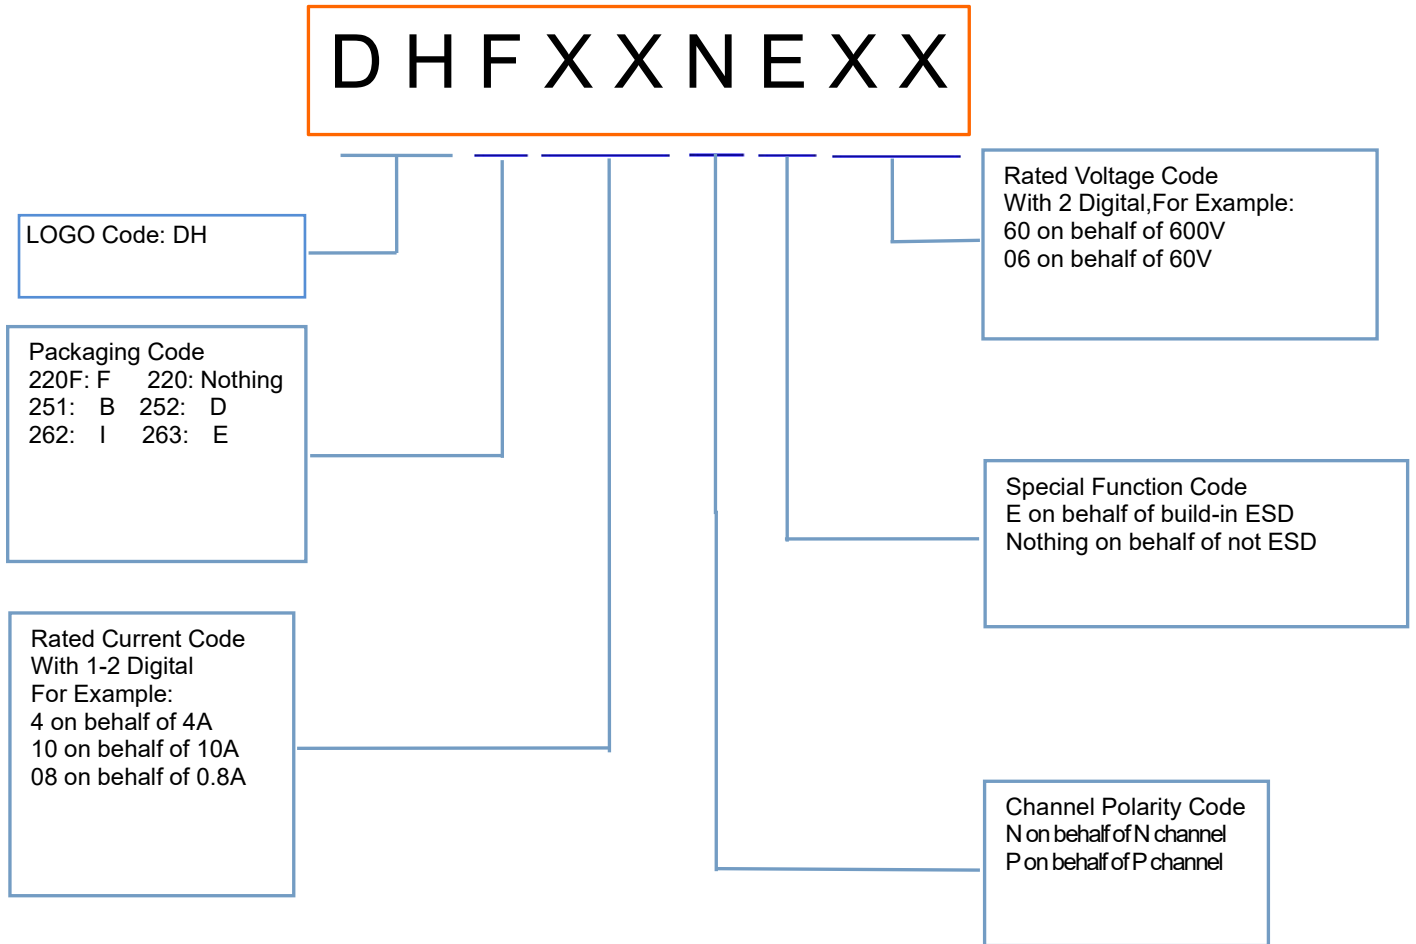 D H F X X N E X X
LOGO Code: DH
Packaging Code
220F: F 220: Nothing
251: B 252: D
262: I 263: E
Rated Current Code
With 1-2 Digital
For Example:
4 on behalf of 4A
10 on behalf of 10A
08 on behalf of 0.8A
Rated Voltage Code
With 2 Digital,For Example:
60 on behalf of 600V
06 on behalf of 60V
Special Function Code
E on behalf of build-in ESD
Nothing on behalf of not ESD
Channel Polarity Code
N on behalf of N channel
P on behalf of P channel